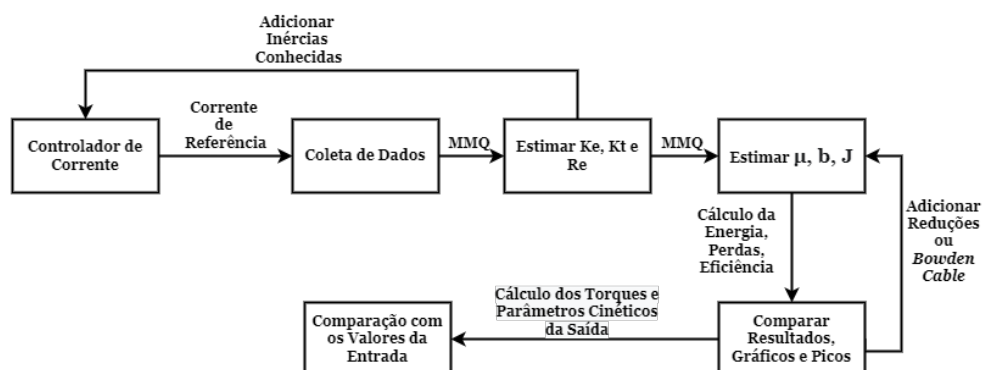 Adicionar
Inércias
Conhecidas
Controlador de
Corrente
Corrente
de
Referência
Coleta de Dados
MMQ
Estimar Ke, Kt e
Re
MMQ
Estimar μ, b, J
Adicionar
Reduções
ou
Bowden
Cable
Cálculo da
Energia,
Perdas,
Eficiência
Comparar
Resultados,
Gráficos e Picos
Cálculo dos Torques e
Parâmetros Cinéticos
da Saída
Comparação com
os Valores da
Entrada